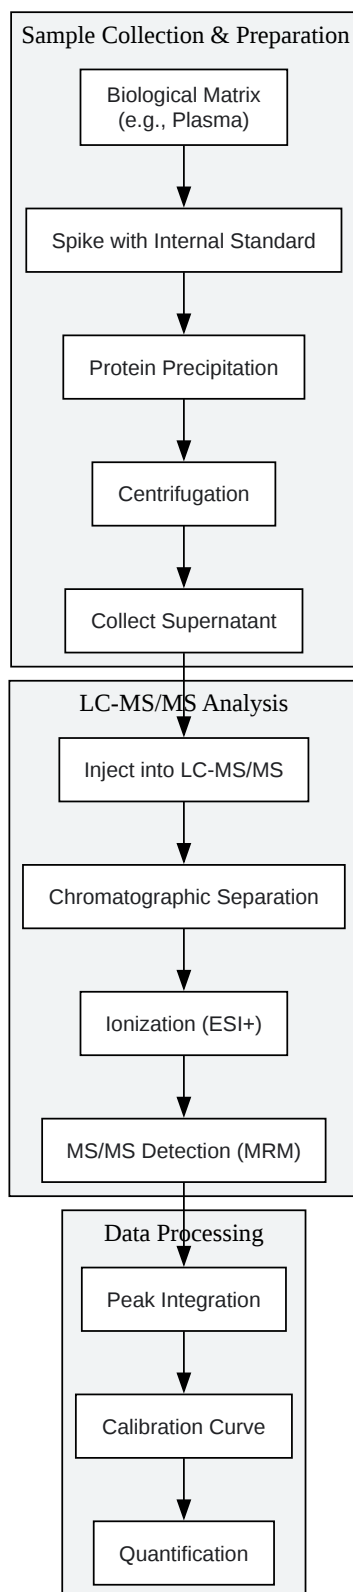 Sample Collection & Preparation
Biological Matrix
(e.g., Plasma)
Spike with Internal Standard
Protein Precipitation
Centrifugation
Collect Supernatant
LC-MS/MS Analysis
Inject into LC-MS/MS
Chromatographic Separation
Ionization (ESI+)
MS/MS Detection (MRM)
Data Processing
Peak Integration
Calibration Curve
Quantification